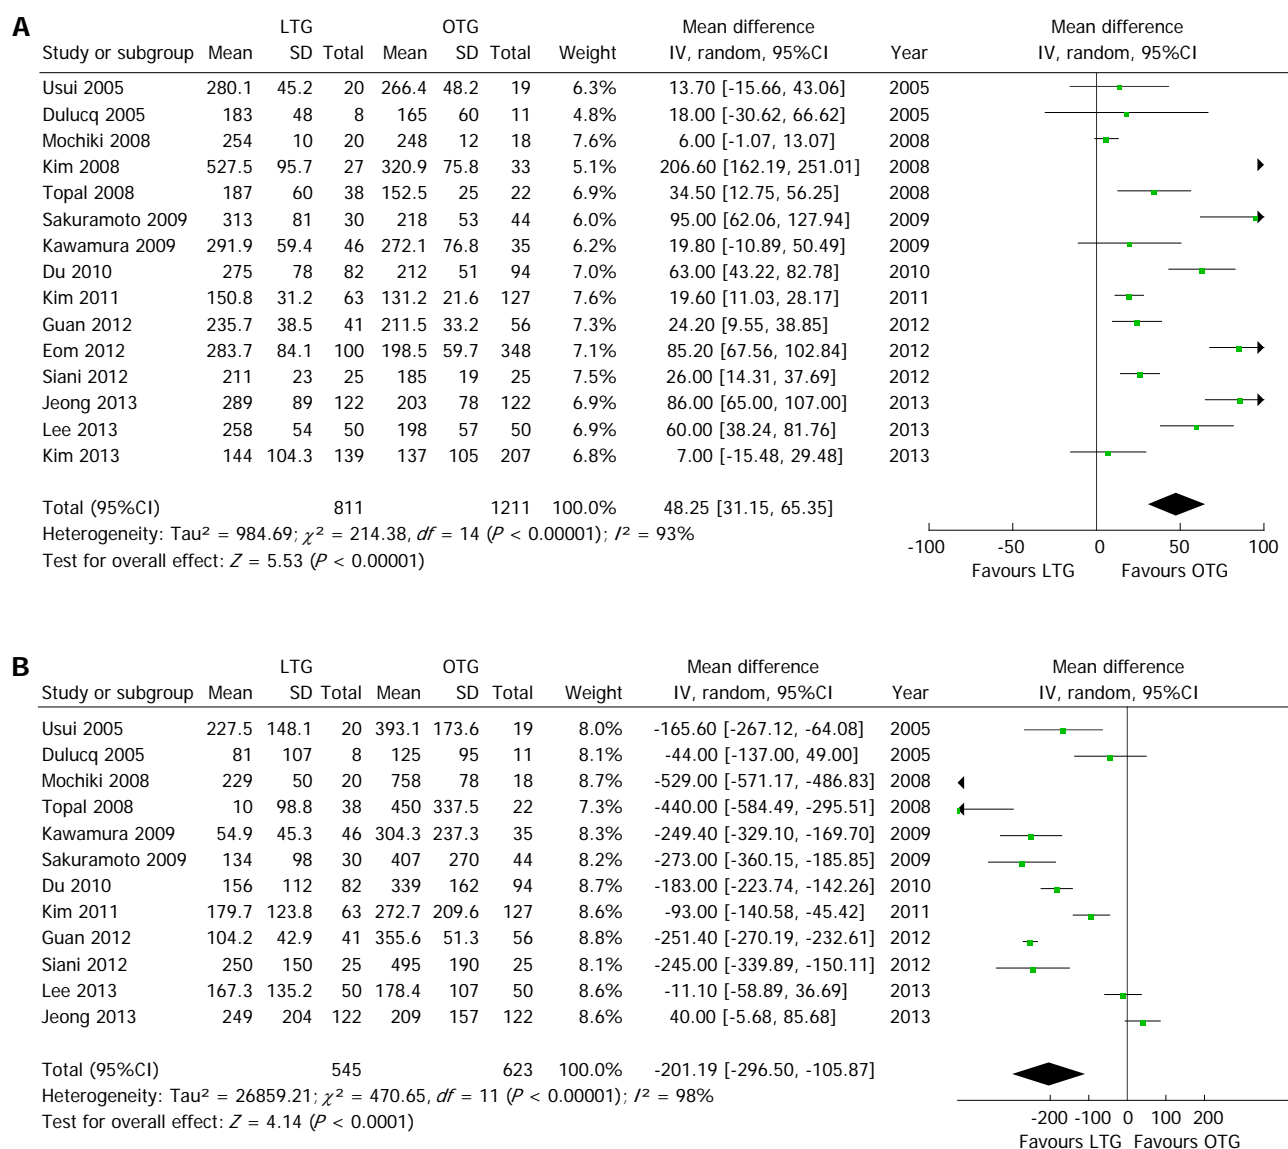 A
LTG OTG Mean difference Mean difference
Study or subgroup Mean SD Total Mean SD Total Weight IV, random, 95%CI Year IV, random, 95%CI
Usui 2005 280.1 45.2 20 266.4 48.2 19 6.3% 13.70 [-15.66, 43.06] 2005
Dulucq 2005 183 48 8 165 60 11 4.8% 18.00 [-30.62, 66.62] 2005
Mochiki 2008 254 10 20 248 12 18 7.6% 6.00 [-1.07, 13.07] 2008
Kim 2008 527.5 95.7 27 320.9 75.8 33 5.1% 206.60 [162.19, 251.01] 2008
Topal 2008 187 60 38 152.5 25 22 6.9% 34.50 [12.75, 56.25] 2008
Sakuramoto 2009 313 81 30 218 53 44 6.0% 95.00 [62.06, 127.94] 2009
Kawamura 2009 291.9 59.4 46 272.1 76.8 35 6.2% 19.80 [-10.89, 50.49] 2009
Du 2010 275 78 82 212 51 94 7.0% 63.00 [43.22, 82.78] 2010
Kim 2011 150.8 31.2 63 131.2 21.6 127 7.6% 19.60 [11.03, 28.17] 2011
Guan 2012 235.7 38.5 41 211.5 33.2 56 7.3% 24.20 [9.55, 38.85] 2012
Eom 2012 283.7 84.1 100 198.5 59.7 348 7.1% 85.20 [67.56, 102.84] 2012
Siani 2012 211 23 25 185 19 25 7.5% 26.00 [14.31, 37.69] 2012
Jeong 2013 289 89 122 203 78 122 6.9% 86.00 [65.00, 107.00] 2013
Lee 2013 258 54 50 198 57 50 6.9% 60.00 [38.24, 81.76] 2013
Kim 2013 144 104.3 139 137 105 207 6.8% 7.00 [-15.48, 29.48] 2013
Total (95%CI) 811 1211 100.0% 48.25 [31.15, 65.35]
Heterogeneity: Tau² = 984.69; χ² = 214.38, df = 14 (P < 0.00001); I² = 93%
Test for overall effect: Z = 5.53 (P < 0.00001)
-100 -50 0 50 100
Favours LTG Favours OTG
B
LTG OTG Mean difference Mean difference
Study or subgroup Mean SD Total Mean SD Total Weight IV, random, 95%CI Year IV, random, 95%CI
Usui 2005 227.5 148.1 20 393.1 173.6 19 8.0% -165.60 [-267.12, -64.08] 2005
Dulucq 2005 81 107 8 125 95 11 8.1% -44.00 [-137.00, 49.00] 2005
Mochiki 2008 229 50 20 758 78 18 8.7% -529.00 [-571.17, -486.83] 2008
Topal 2008 10 98.8 38 450 337.5 22 7.3% -440.00 [-584.49, -295.51] 2008
Kawamura 2009 54.9 45.3 46 304.3 237.3 35 8.3% -249.40 [-329.10, -169.70] 2009
Sakuramoto 2009 134 98 30 407 270 44 8.2% -273.00 [-360.15, -185.85] 2009
Du 2010 156 112 82 339 162 94 8.7% -183.00 [-223.74, -142.26] 2010
Kim 2011 179.7 123.8 63 272.7 209.6 127 8.6% -93.00 [-140.58, -45.42] 2011
Guan 2012 104.2 42.9 41 355.6 51.3 56 8.8% -251.40 [-270.19, -232.61] 2012
Siani 2012 250 150 25 495 190 25 8.1% -245.00 [-339.89, -150.11] 2012
Lee 2013 167.3 135.2 50 178.4 107 50 8.6% -11.10 [-58.89, 36.69] 2013
Jeong 2013 249 204 122 209 157 122 8.6% 40.00 [-5.68, 85.68] 2013
Total (95%CI) 545 623 100.0% -201.19 [-296.50, -105.87]
Heterogeneity: Tau² = 26859.21; χ² = 470.65, df = 11 (P < 0.00001); I² = 98%
Test for overall effect: Z = 4.14 (P < 0.0001)
-200 -100 0 100 200
Favours LTG Favours OTG